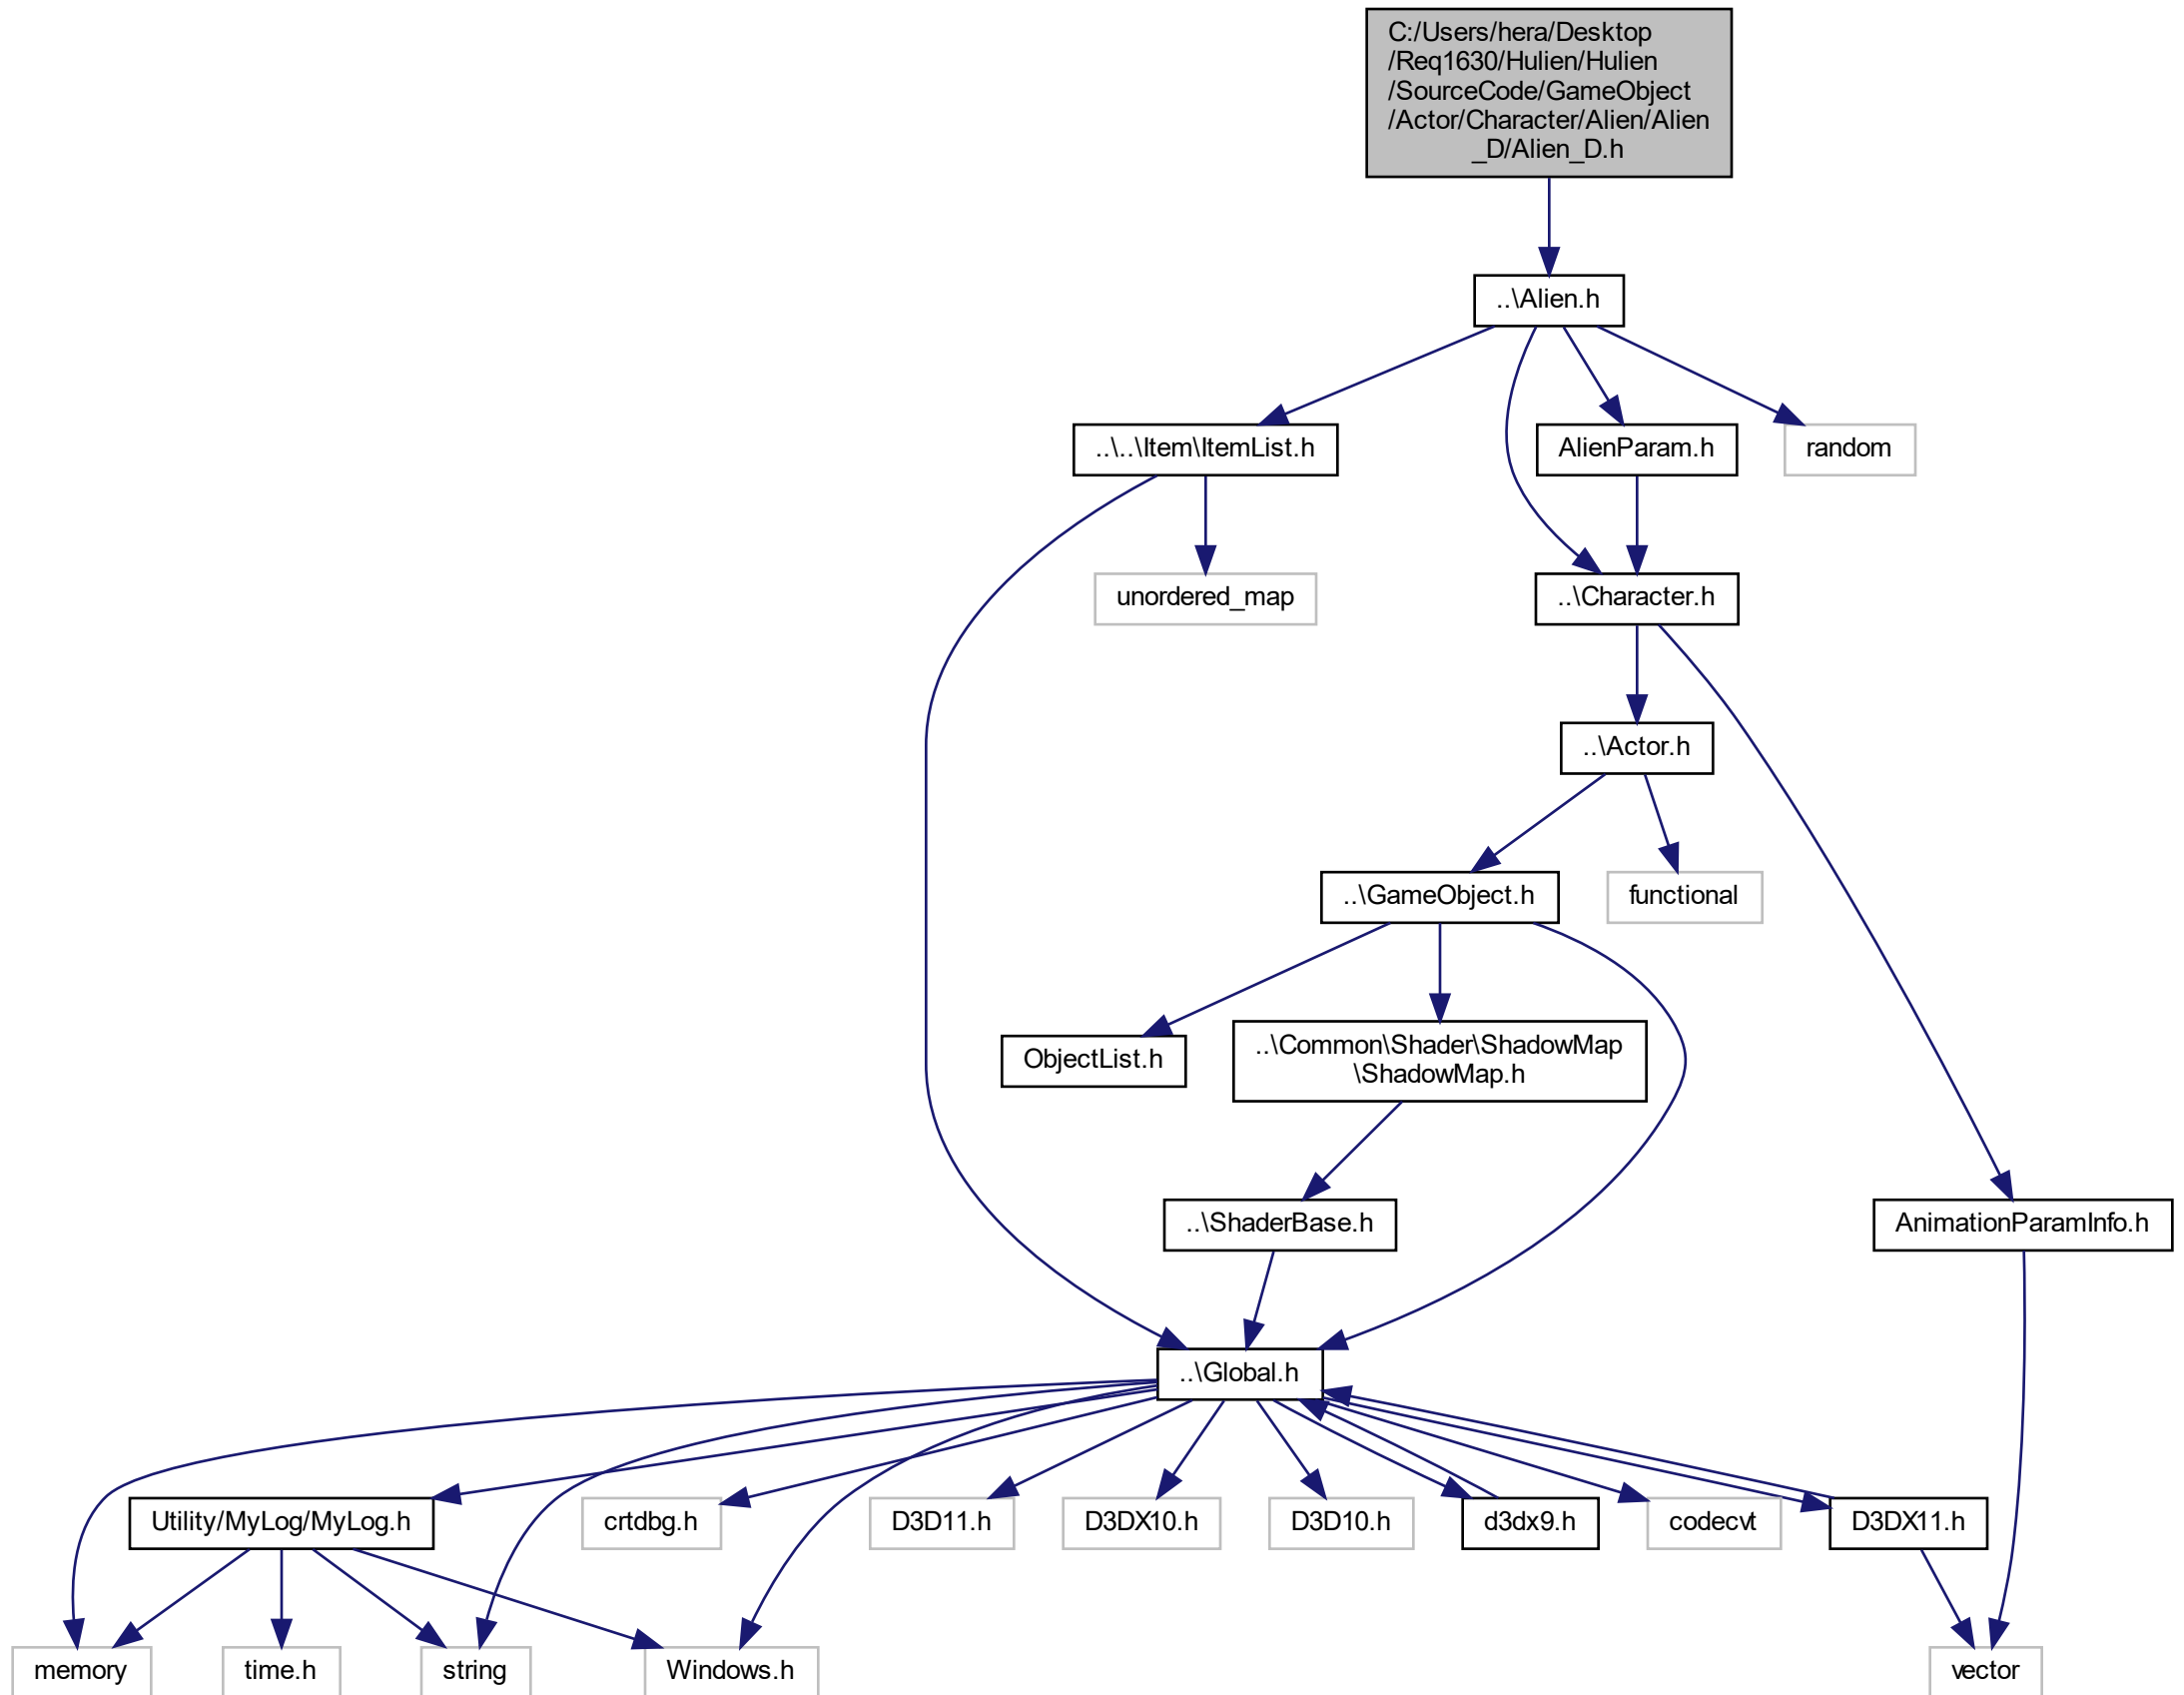 C:/Users/hera/Desktop
/Req1630/Hulien/Hulien
/SourceCode/GameObject
/Actor/Character/Alien/Alien
_D/Alien_D.h
..\Alien.h
..\..\Item\ItemList.h
AlienParam.h
random
unordered_map
..\Character.h
..\Actor.h
..\GameObject.h
functional
ObjectList.h
..\Common\Shader\ShadowMap
\ShadowMap.h
..\ShaderBase.h
AnimationParamInfo.h
..\Global.h
Utility/MyLog/MyLog.h
crtdbg.h
D3D11.h
D3DX10.h
D3D10.h
d3dx9.h
codecvt
D3DX11.h
memory
time.h
string
Windows.h
vector